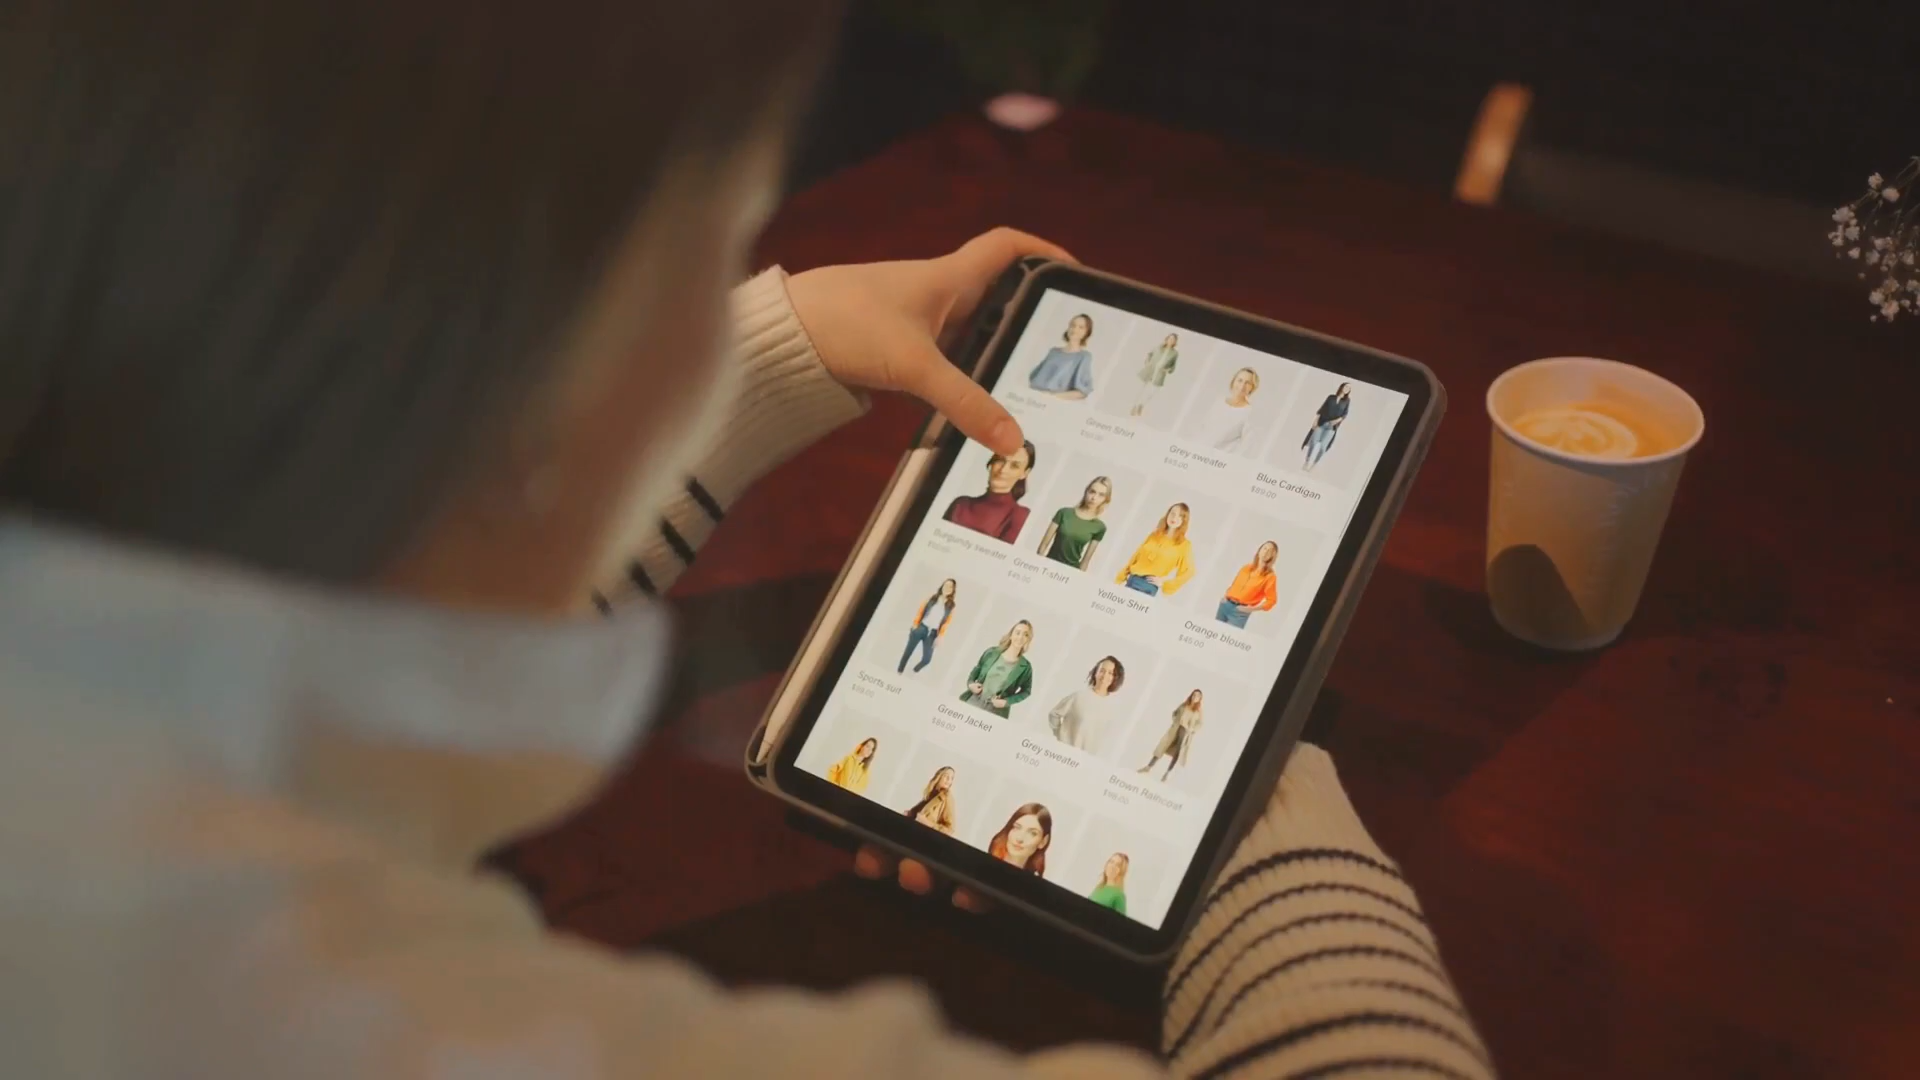 Blue Shirt
Green Shirt
Grey sweater
Blue Cardigan
$89.00
Burgundy sweater
Green T-shirt
$45.00
Yellow Shirt
$60.00
Orange blouse
$45.00
Sports suit
Green Jacket
$89.00
Grey sweater
$70.00
Brown Raincoat